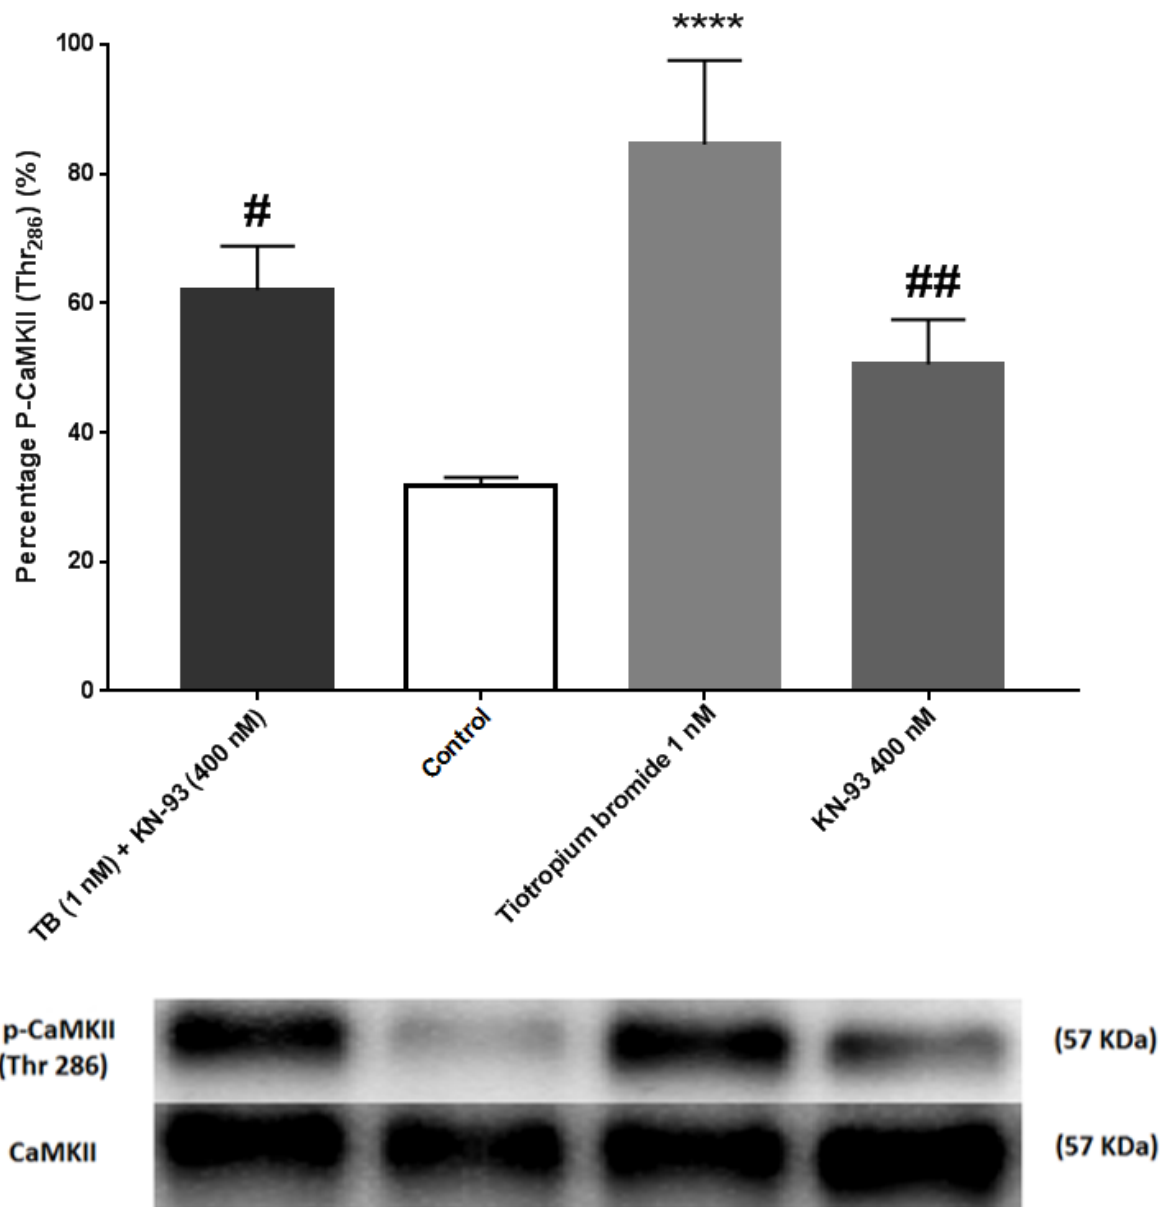 ****
100
80
60
40
20
0
Percentage P-CaMKII (Thr286) (%)
#
##
TB (1 nM) + KN-93 (400 nM)
Control
Tiotropium bromide 1 nM
KN-93 400 nM
p-CaMKII
(Thr 286)
(57 KDa)
CaMKII
(57 KDa)